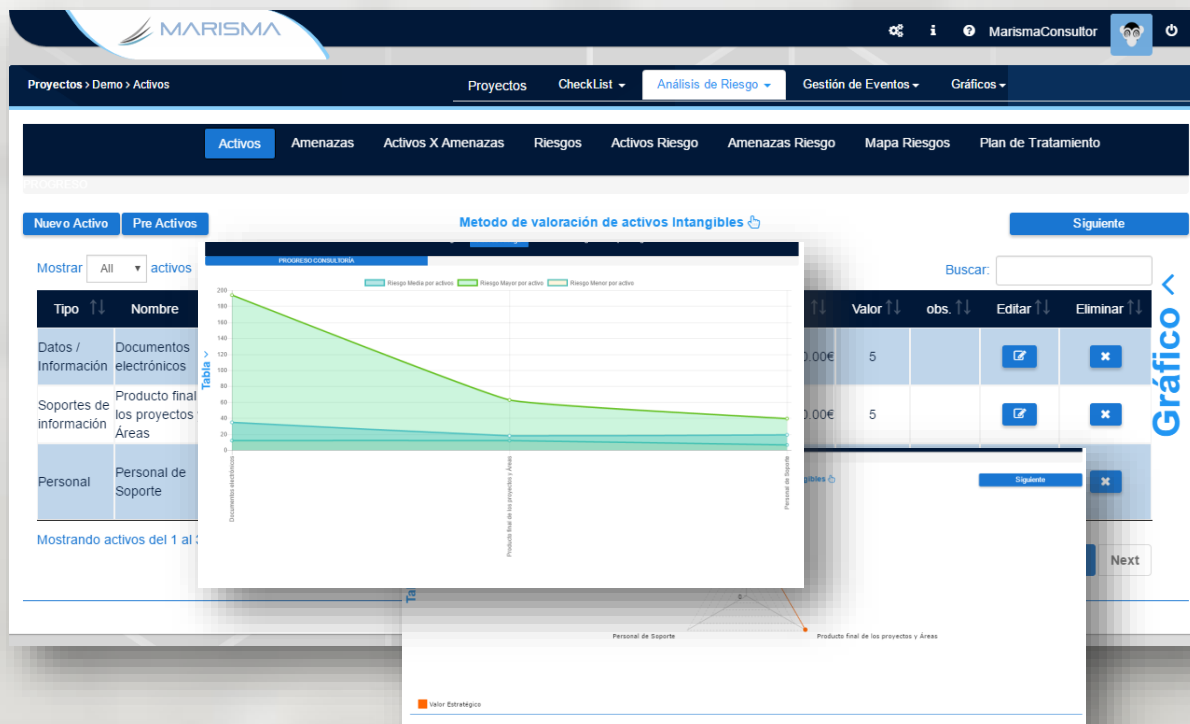 MARISMA
MarismaConsultor
Proyectos > Demo > Activos
Proyectos CheckList Análisis de Riesgo Gestión de Eventos Gráficos
Activos Amenazas Activos X Amenazas Riesgos Activos Riesgo Amenazas Riesgo Mapa Riesgos Plan de Tratamiento
PROGRESO
Nuevo Activo Pre Activos Metodo de valoración de activos Intangibles Siguiente
Mostrar All activos Buscar:
Tipo Nombre Valor obs. Editar Eliminar
Datos / Información
Documentos electrónicos
0.00€ 5
Soportes de información
Producto final
los proyectos
Áreas
0.00€ 5
Personal
Personal de Soporte
Mostrando activos del 1 al
Next
Gráfico
PROGRESO CONSULTORÍA
Riesgo Media por activos Riesgo Mayor por activo Riesgo Menor por activo
Tabla
200
180
160
140
120
100
80
60
40
20
0
Documentos electrónicos
Producto final de los proyectos y Áreas
Personal de Soporte
gibles Siguiente
Ta
5
Personal de Soporte Producto final de los proyectos y Áreas
Valor Estratégico